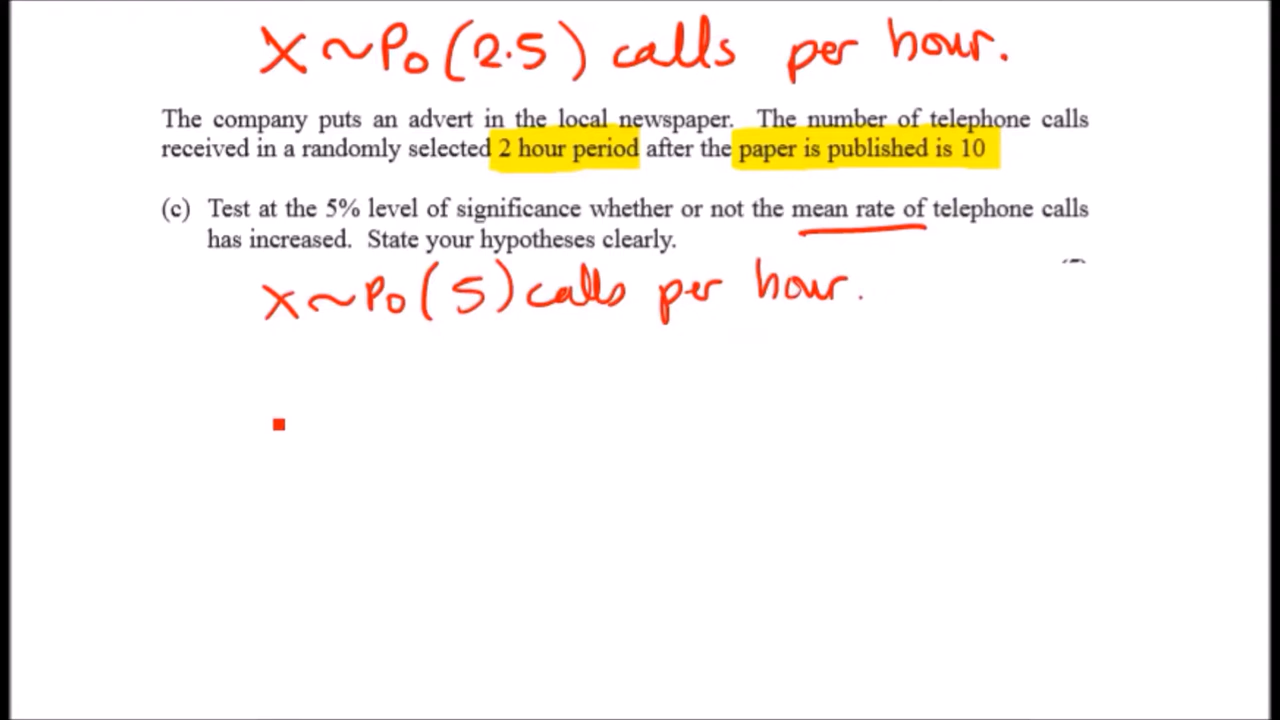 X~Po(2.5) calls per hour.
The company puts an advert in the local newspaper. The number of telephone calls
received in a randomly selected 2 hour period after the paper is published is 10
(c) Test at the 5% level of significance whether or not the mean rate of telephone calls
has increased. State your hypotheses clearly.
X~Po(5) calls per hour.